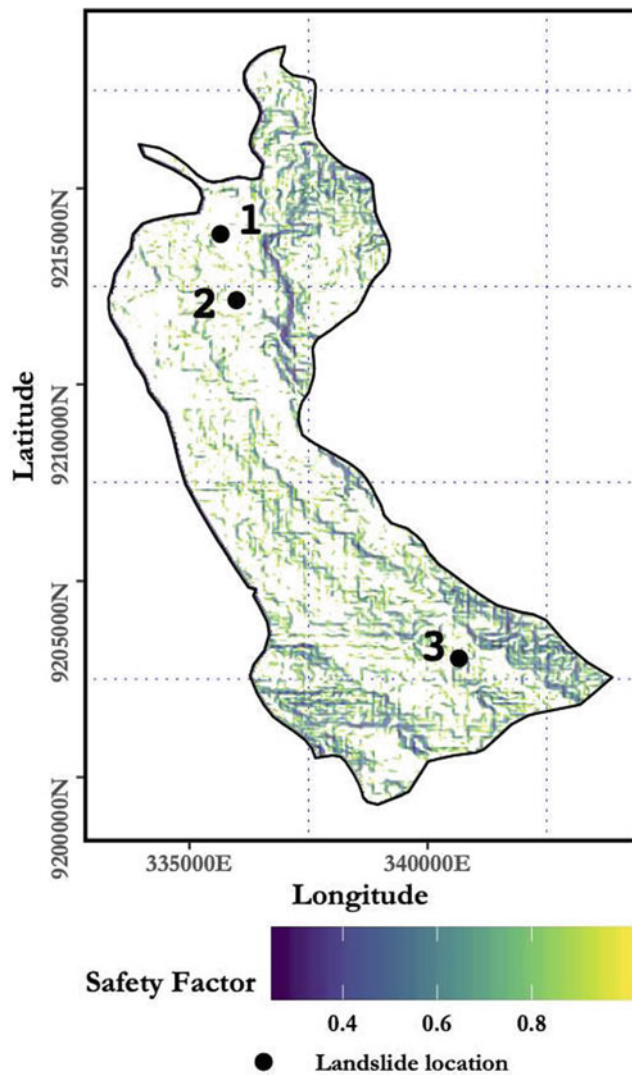 1
2
3
9215000N
9210000N
9205000N
9200000N
Latitude
335000E
340000E
Longitude
Safety Factor
0.4
0.6
0.8
Landslide location